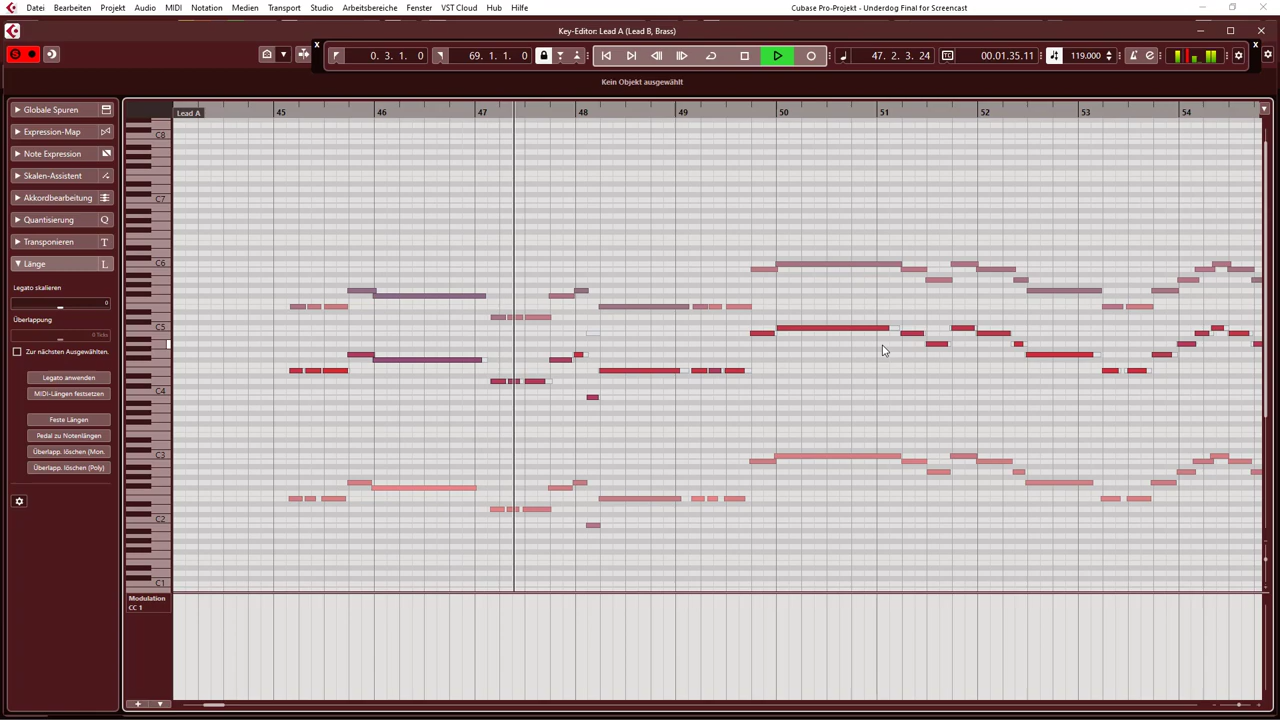 Datei Bearbeiten Projekt Audio MIDI Notation Medien Transport Studio Arbeitsbereiche Fenster VST Cloud Hub Hilfe Cubase Pro-Projekt - Underdog Final for Screencast
Key-Editor: Lead A (Lead B, Brass)
S 0. 3. 1. 0 69. 1. 1. 0 47. 2. 3. 24 TC 00.01.35.11 119.000
Kein Objekt ausgewählt
Globale Spuren
Expression-Map
Note Expression
Skalen-Assistent
Akkordbearbeitung
Quantisierung Q
Transponieren T
Länge L
Legato skalieren
0
Überlappung
0 Ticks
Zur nächsten Ausgewählten.
Legato anwenden
MIDI-Längen festsetzen
Feste Längen
Pedal zu Notenlängen
Überlapp. löschen (Mon.
Überlapp. löschen (Poly)
Lead A 45 46 47 48 49 50 51 52 53 54
C8
C7
C6
C5
C4
C3
C2
C1
Modulation
CC 1